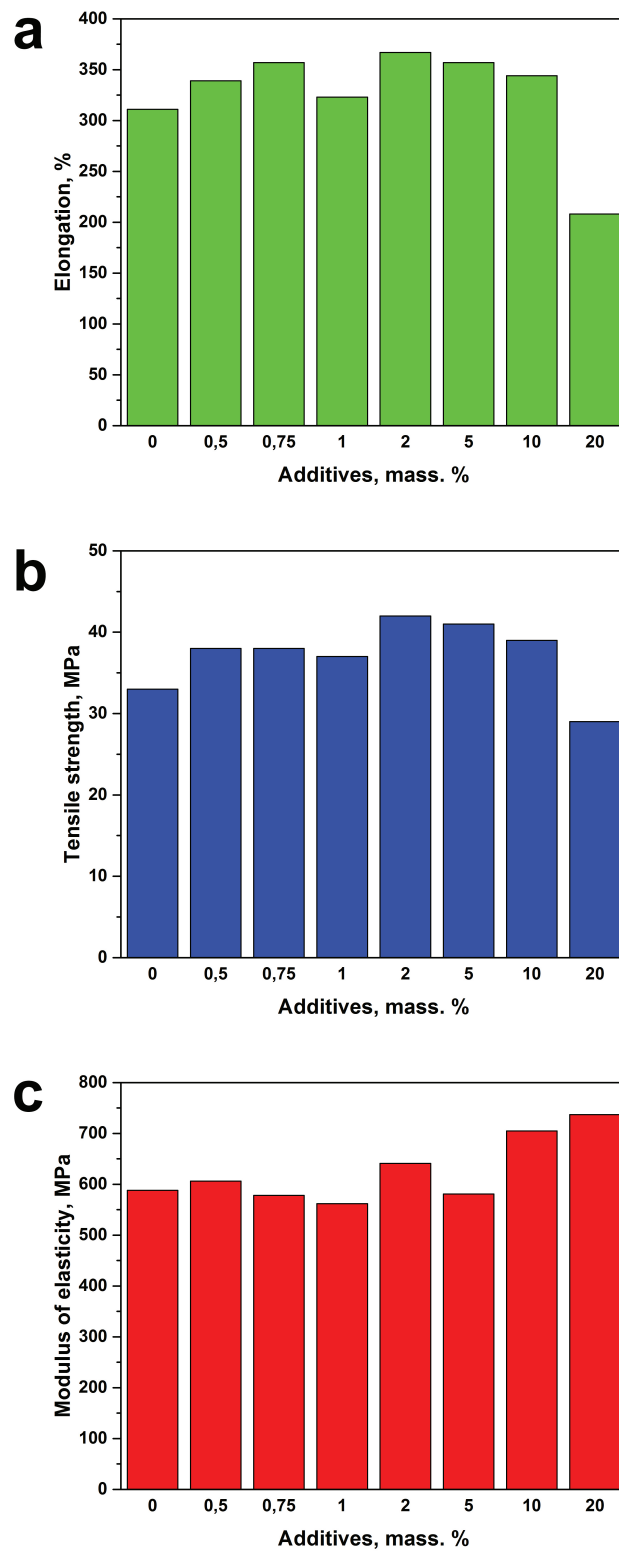 a
400
350
300
250
200
150
100
50
0
Elongation, %
0 0,5 0,75 1 2 5 10 20
Additives, mass. %
b
50
40
30
20
10
0
Tensile strength, MPa
0 0,5 0,75 1 2 5 10 20
Additives, mass. %
c
800
700
600
500
400
300
200
100
0
Modulus of elasticity, MPa
0 0,5 0,75 1 2 5 10 20
Additives, mass. %